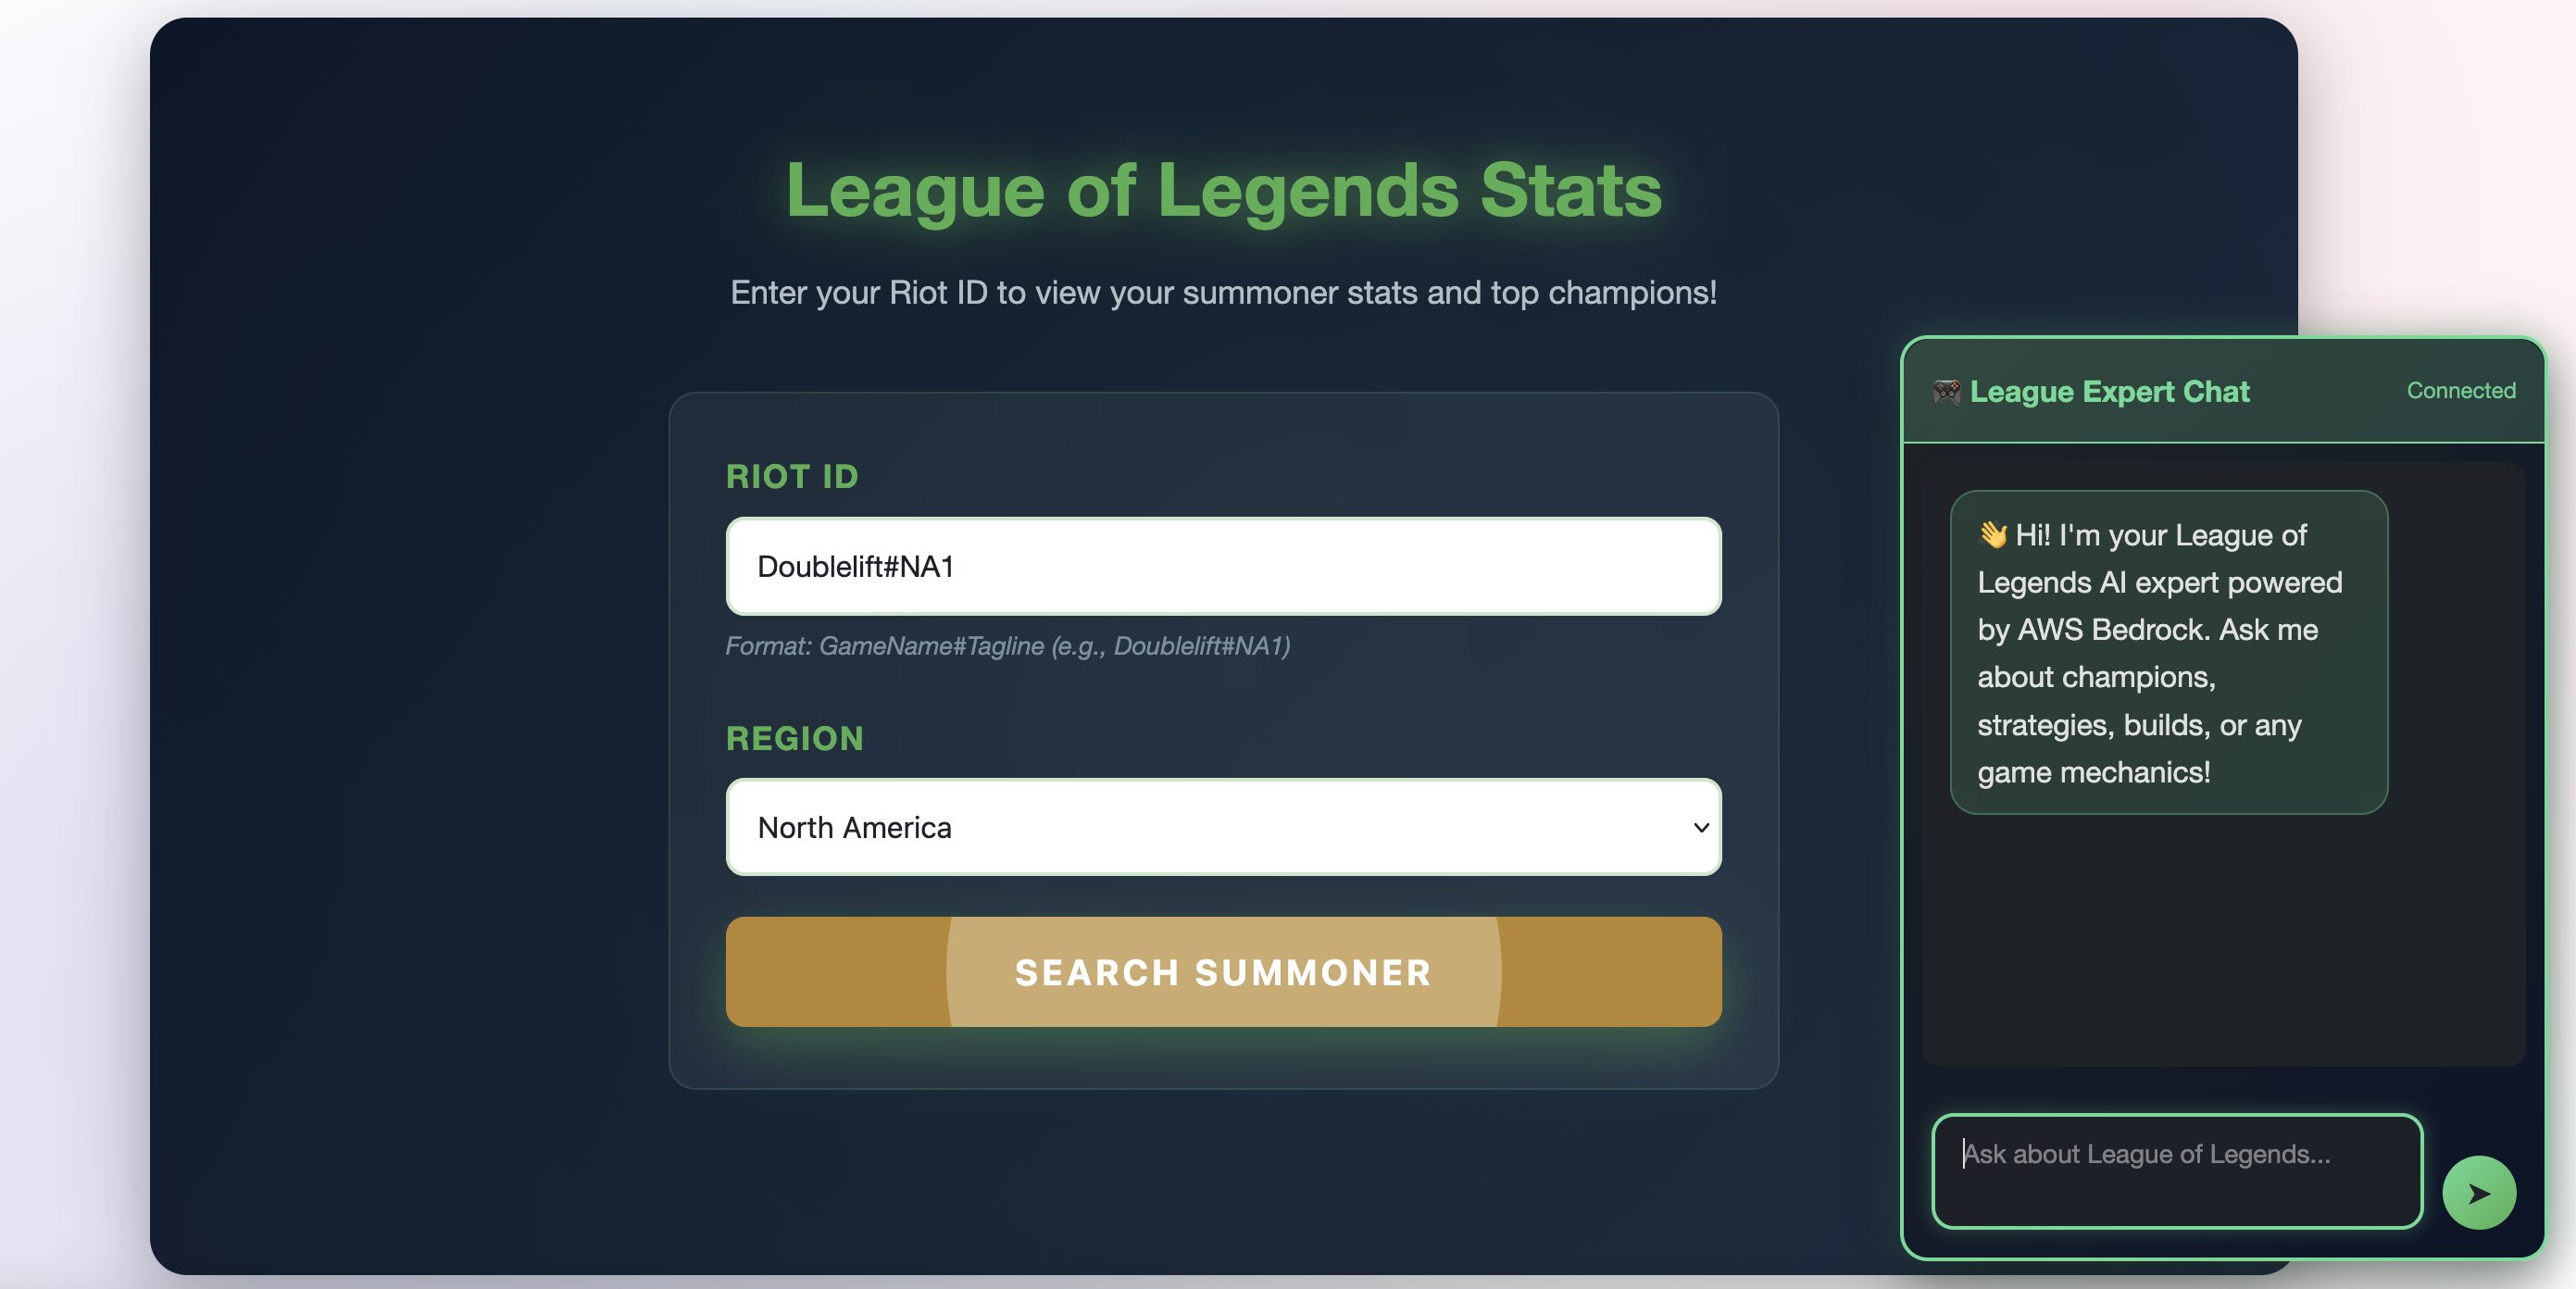 League of Legends Stats
Enter your Riot ID to view your summoner stats and top champions!
RIOT ID
Doublelift#NA1
Format: GameName#Tagline (e.g., Doublelift#NA1)
REGION
North America
SEARCH SUMMONER
🎮 League Expert Chat
Connected
👋 Hi! I'm your League of
Legends AI expert powered
by AWS Bedrock. Ask me
about champions,
strategies, builds, or any
game mechanics!
Ask about League of Legends...